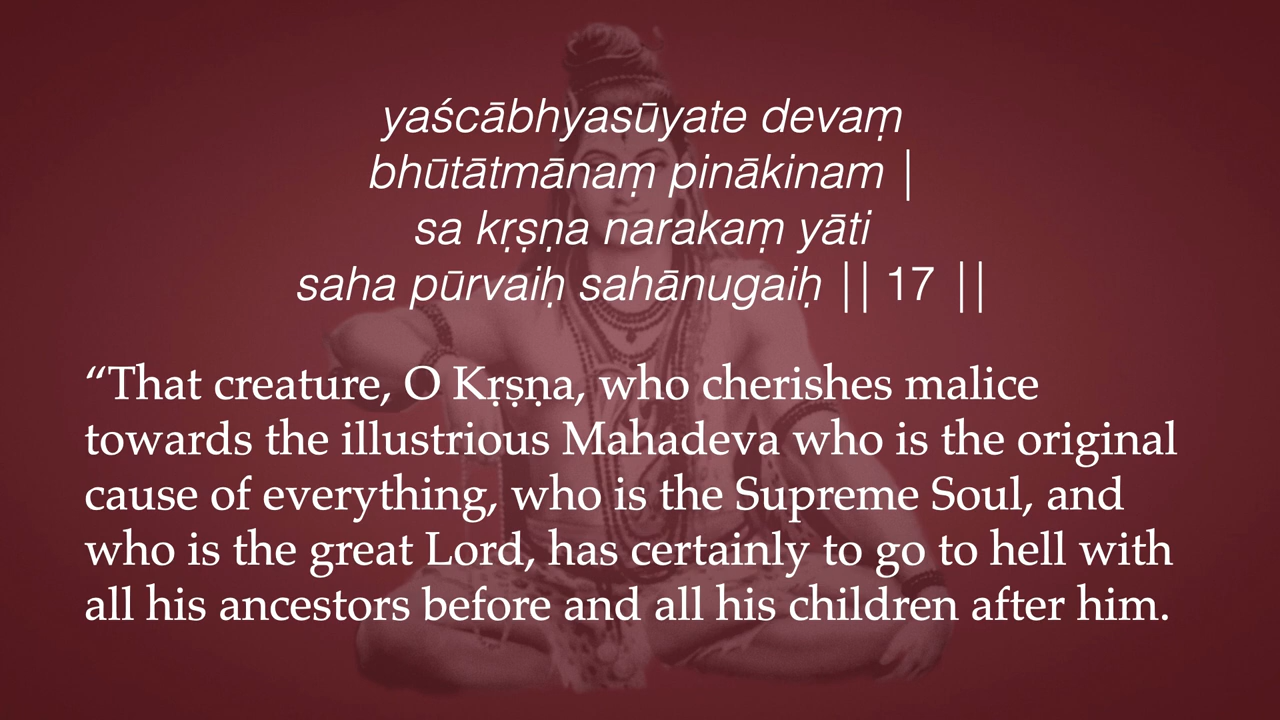 yaścābhyasūyate devaṃ
bhūtātmānaṃ pinākinam |
sa kṛṣṇa narakaṃ yāti
saha pūrvaiḥ sahānugaiḥ || 17 ||
“That creature, O Kṛṣṇa, who cherishes malice
towards the illustrious Mahadeva who is the original
cause of everything, who is the Supreme Soul, and
who is the great Lord, has certainly to go to hell with
all his ancestors before and all his children after him.